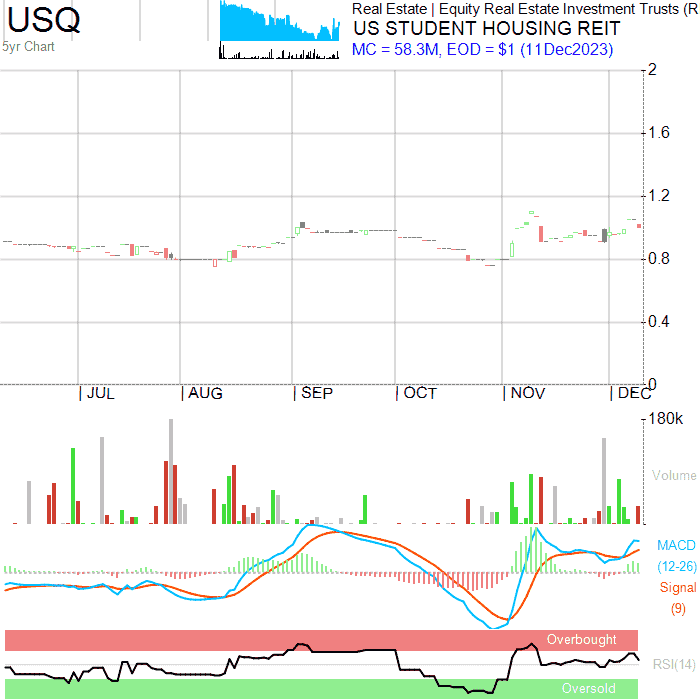 USQ
5yr Chart
Real Estate | Equity Real Estate Investment Trusts (R
US STUDENT HOUSING REIT
MC = 58.3M, EOD = $1 (11Dec2023)
2
1.6
1.2
0.8
0.4
0
| JUL | AUG | SEP | OCT | NOV | DEC
180k
Volume
MACD
(12-26)
Signal
(9)
Overbought
RSI(14)
Oversold